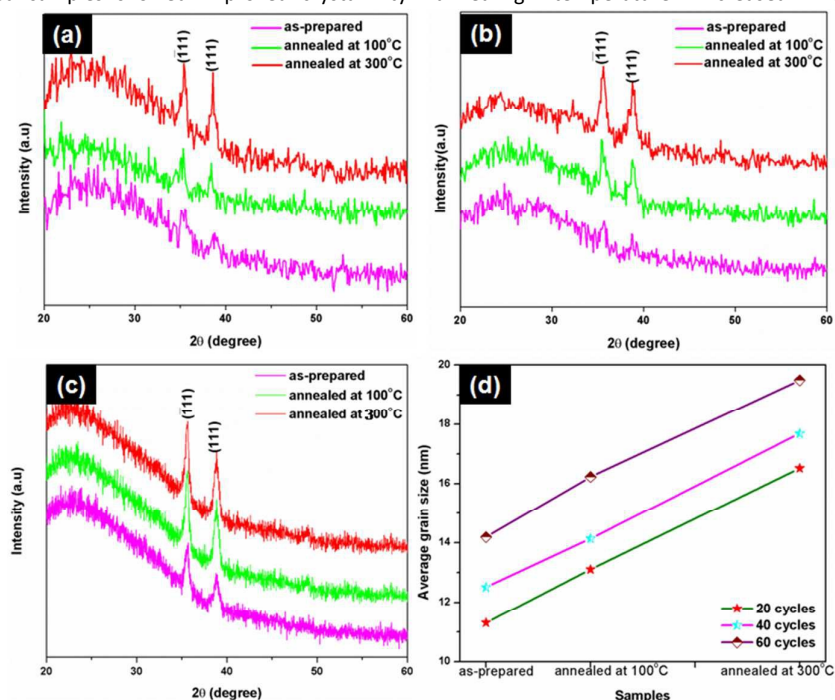 (a)
(111)
(111)
as-prepared
annealed at 100°C
annealed at 300°C
Intensity (a.u)
20 30 40 50 60
2θ (degree)
(b)
(111)
(111)
as-prepared
annealed at 100°C
annealed at 300°C
Intensity (a.u)
20 30 40 50 60
2θ (degree)
(c)
(111)
(111)
as-prepared
annealed at 100°C
annealed at 300°C
Intensity (a.u)
20 30 40 50 60
2θ (degree)
(d)
20
18
16
14
12
10
Average grain size (nm)
20 cycles
40 cycles
60 cycles
as-prepared annealed at 100°C annealed at 300°C
Samples